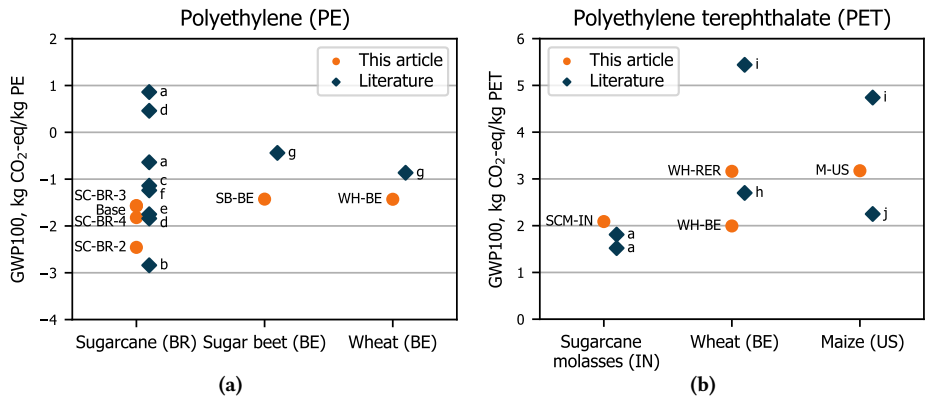 Polyethylene (PE)
GWP100, kg CO₂-eq/kg PE
2
1
0
−1
−2
−3
−4
This article
Literature
a
d
a
c
f
SC-BR-3
Base
e
SC-BR-4
d
SC-BR-2
b
g
SB-BE
g
WH-BE
Sugarcane (BR)
Sugar beet (BE)
Wheat (BE)
(a)
Polyethylene terephthalate (PET)
GWP100, kg CO₂-eq/kg PET
6
5
4
3
2
1
0
This article
Literature
i
i
WH-RER
M-US
h
j
SCM-IN
WH-BE
a
a
Sugarcane
molasses (IN)
Wheat (BE)
Maize (US)
(b)